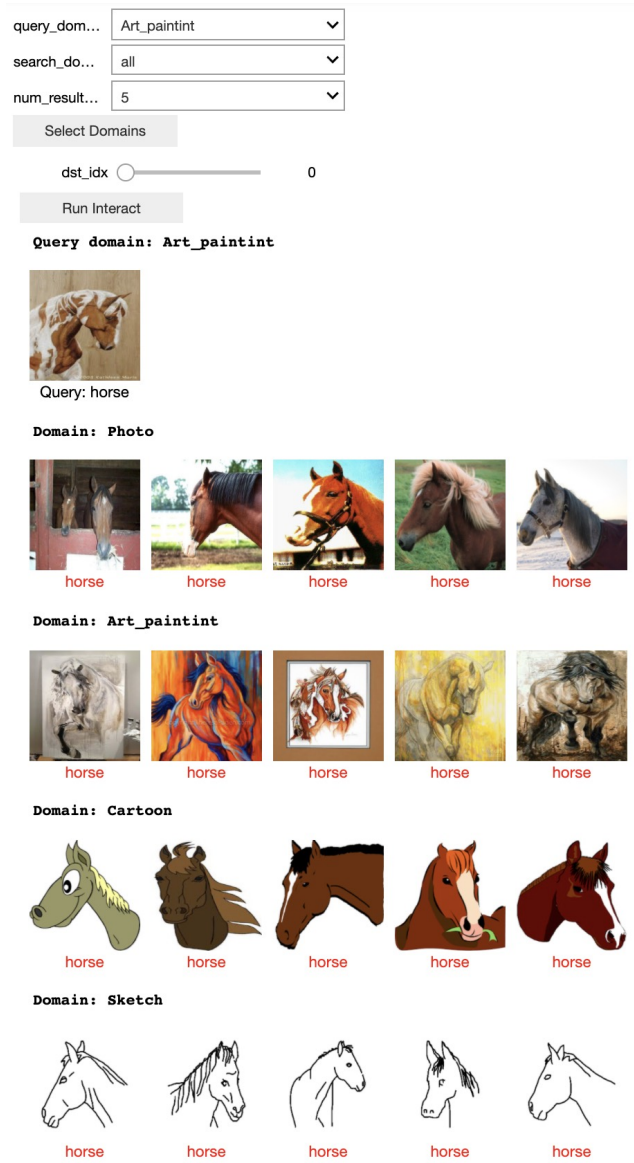 query_dom... Art_paintint
search_do... all
num_result... 5
Select Domains
dst_idx 0
Run Interact
Query domain: Art_paintint
Query: horse
Domain: Photo
horse horse horse horse horse
Domain: Art_paintint
horse horse horse horse horse
Domain: Cartoon
horse horse horse horse horse
Domain: Sketch
horse horse horse horse horse